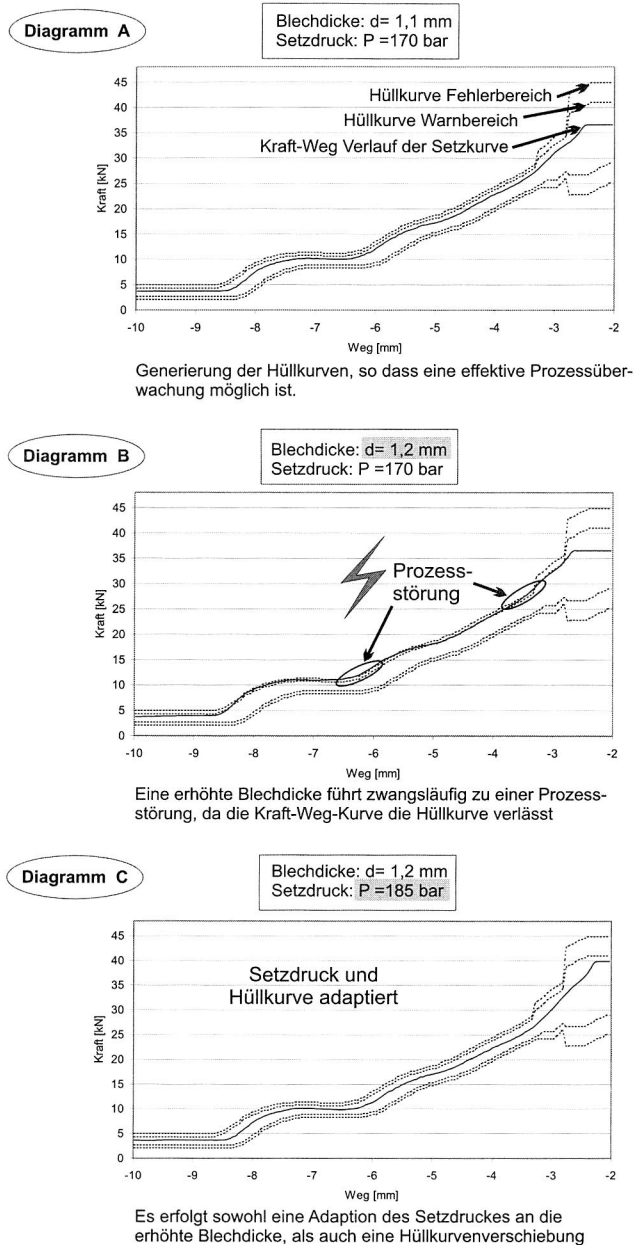 Diagramm A
Blechdicke: d= 1,1 mm
Setzdruck: P =170 bar
Kraft [kN]
45
40
35
30
25
20
15
10
5
0
Hüllkurve Fehlerbereich
Hüllkurve Warnbereich
Kraft-Weg Verlauf der Setzkurve
-10 -9 -8 -7 -6 -5 -4 -3 -2
Weg [mm]
Generierung der Hüllkurven, so dass eine effektive Prozessüber-
wachung möglich ist.
Diagramm B
Blechdicke: d= 1,2 mm
Setzdruck: P =170 bar
Kraft [kN]
45
40
35
30
25
20
15
10
5
0
Prozess-
störung
-10 -9 -8 -7 -6 -5 -4 -3 -2
Weg [mm]
Eine erhöhte Blechdicke führt zwangsläufig zu einer Prozess-
störung, da die Kraft-Weg-Kurve die Hüllkurve verlässt
Diagramm C
Blechdicke: d= 1,2 mm
Setzdruck: P =185 bar
Kraft [kN]
45
40
35
30
25
20
15
10
5
0
Setzdruck und
Hüllkurve adaptiert
-10 -9 -8 -7 -6 -5 -4 -3 -2
Weg [mm]
Es erfolgt sowohl eine Adaption des Setzdruckes an die
erhöhte Blechdicke, als auch eine Hüllkurvenverschiebung